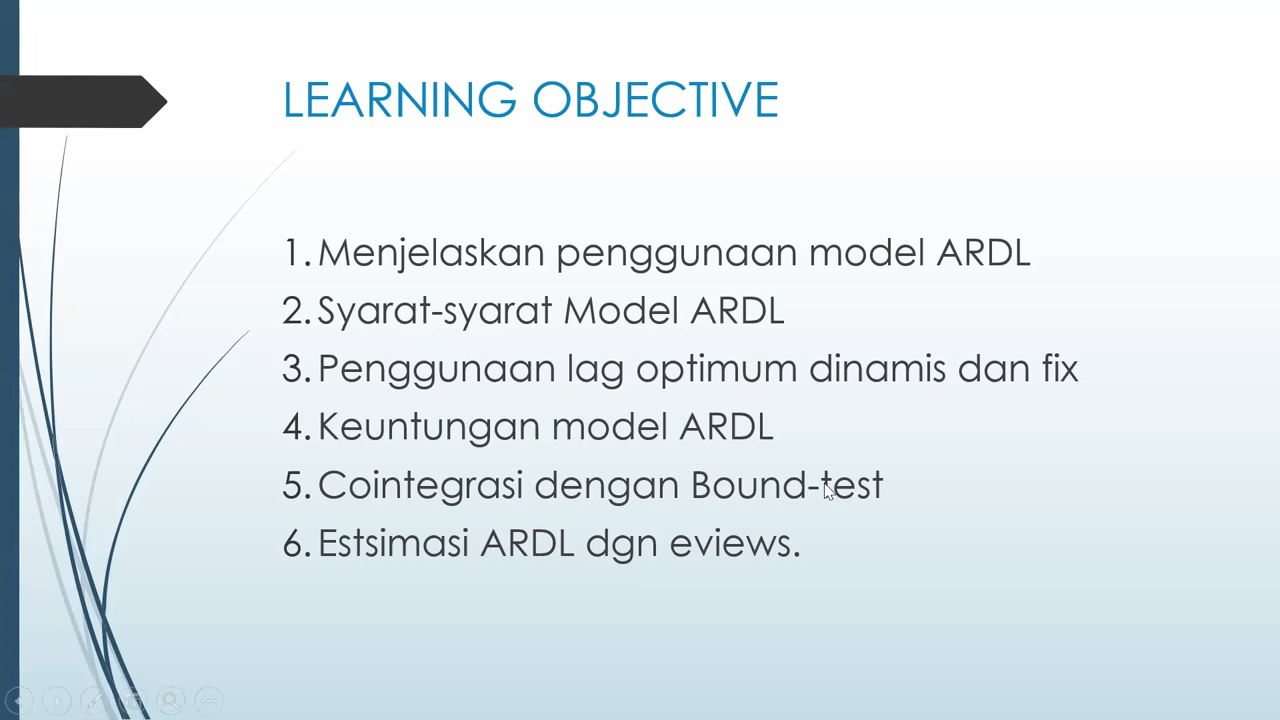 LEARNING OBJECTIVE
1. Menjelaskan penggunaan model ARDL
2. Syarat-syarat Model ARDL
3. Penggunaan lag optimum dinamis dan fix
4. Keuntungan model ARDL
5. Cointegrasi dengan Bound-test
6. Estsimasi ARDL dgn eviews.